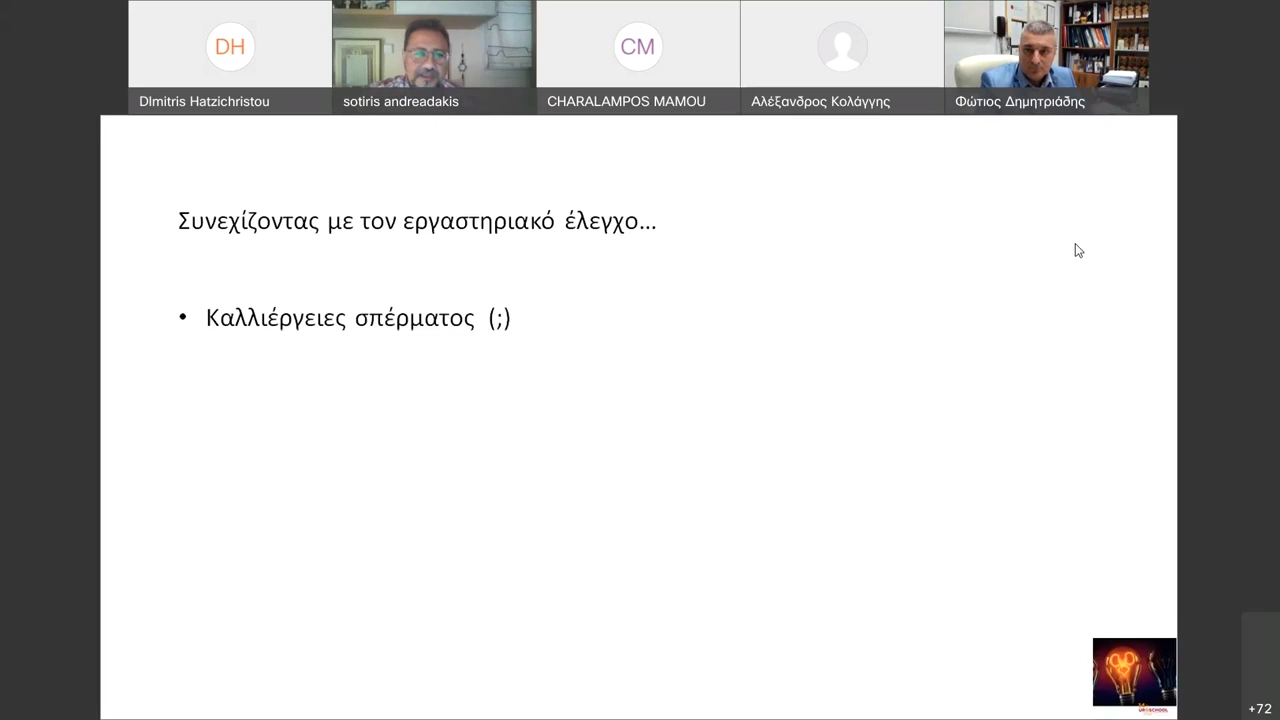 DH
CM
DImitris Hatzichristou
sotiris andreadakis
CHARALAMPOS MAMOU
Αλέξανδρος Κολάγγης
Φώτιος Δημητριάδης
Συνεχίζοντας με τον εργαστηριακό έλεγχο...
• Καλλιέργειες σπέρματος (;)
SCHOOL
+72